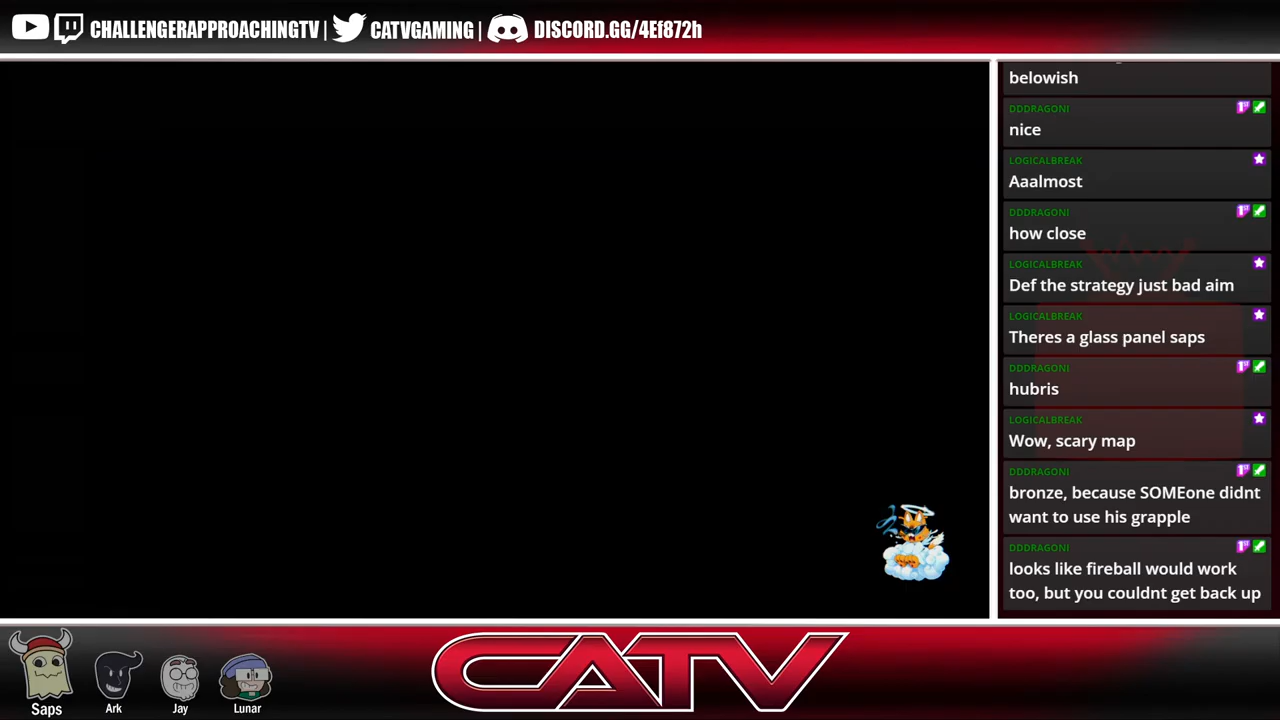 CHALLENGERAPPROACHINGTV | CATVGAMING | DISCORD.GG/4Ef872h
belowish
DDDRAGONI
nice
LOGICALBREAK
Aaalmost
DDDRAGONI
how close
LOGICALBREAK
Def the strategy just bad aim
LOGICALBREAK
Theres a glass panel saps
DDDRAGONI
hubris
LOGICALBREAK
Wow, scary map
DDDRAGONI
bronze, because SOMEone didnt
want to use his grapple
DDDRAGONI
looks like fireball would work
too, but you couldnt get back up
CATV
Saps
Ark
Jay
Lunar